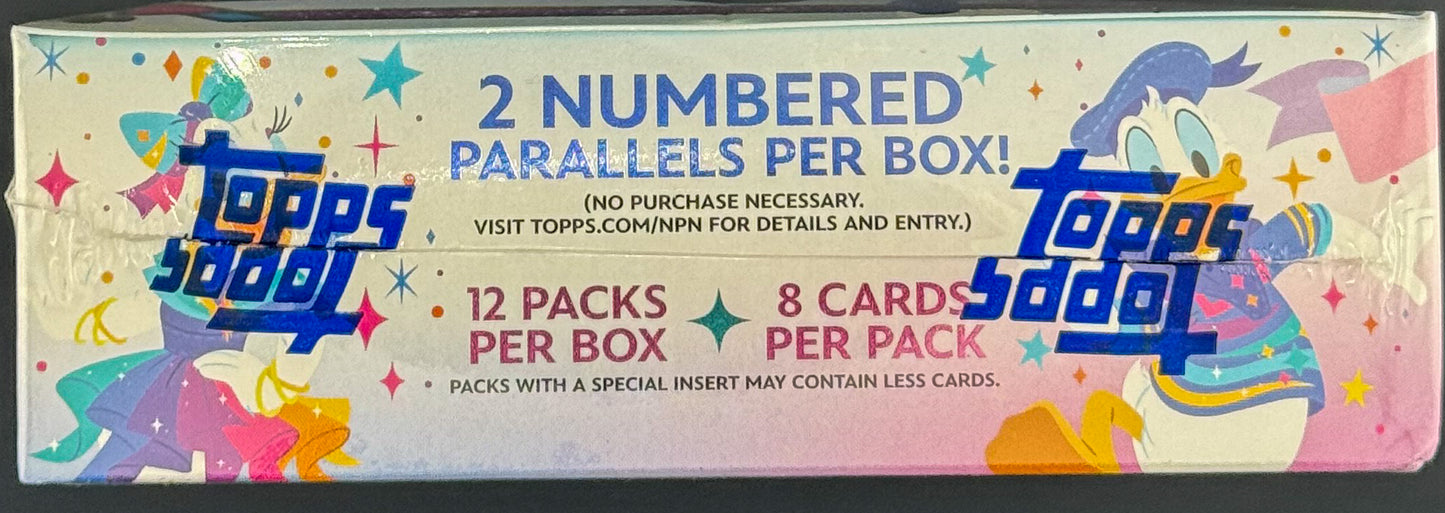 2 NUMBERED
PARALLELS PER BOX!
(NO PURCHASE NECESSARY.
VISIT TOPPS.COM/NPN FOR DETAILS AND ENTRY.)
topps
topps
topps
topps
12 PACKS
PER BOX
8 CARDS
PER PACK
PACKS WITH A SPECIAL INSERT MAY CONTAIN LESS CARDS.